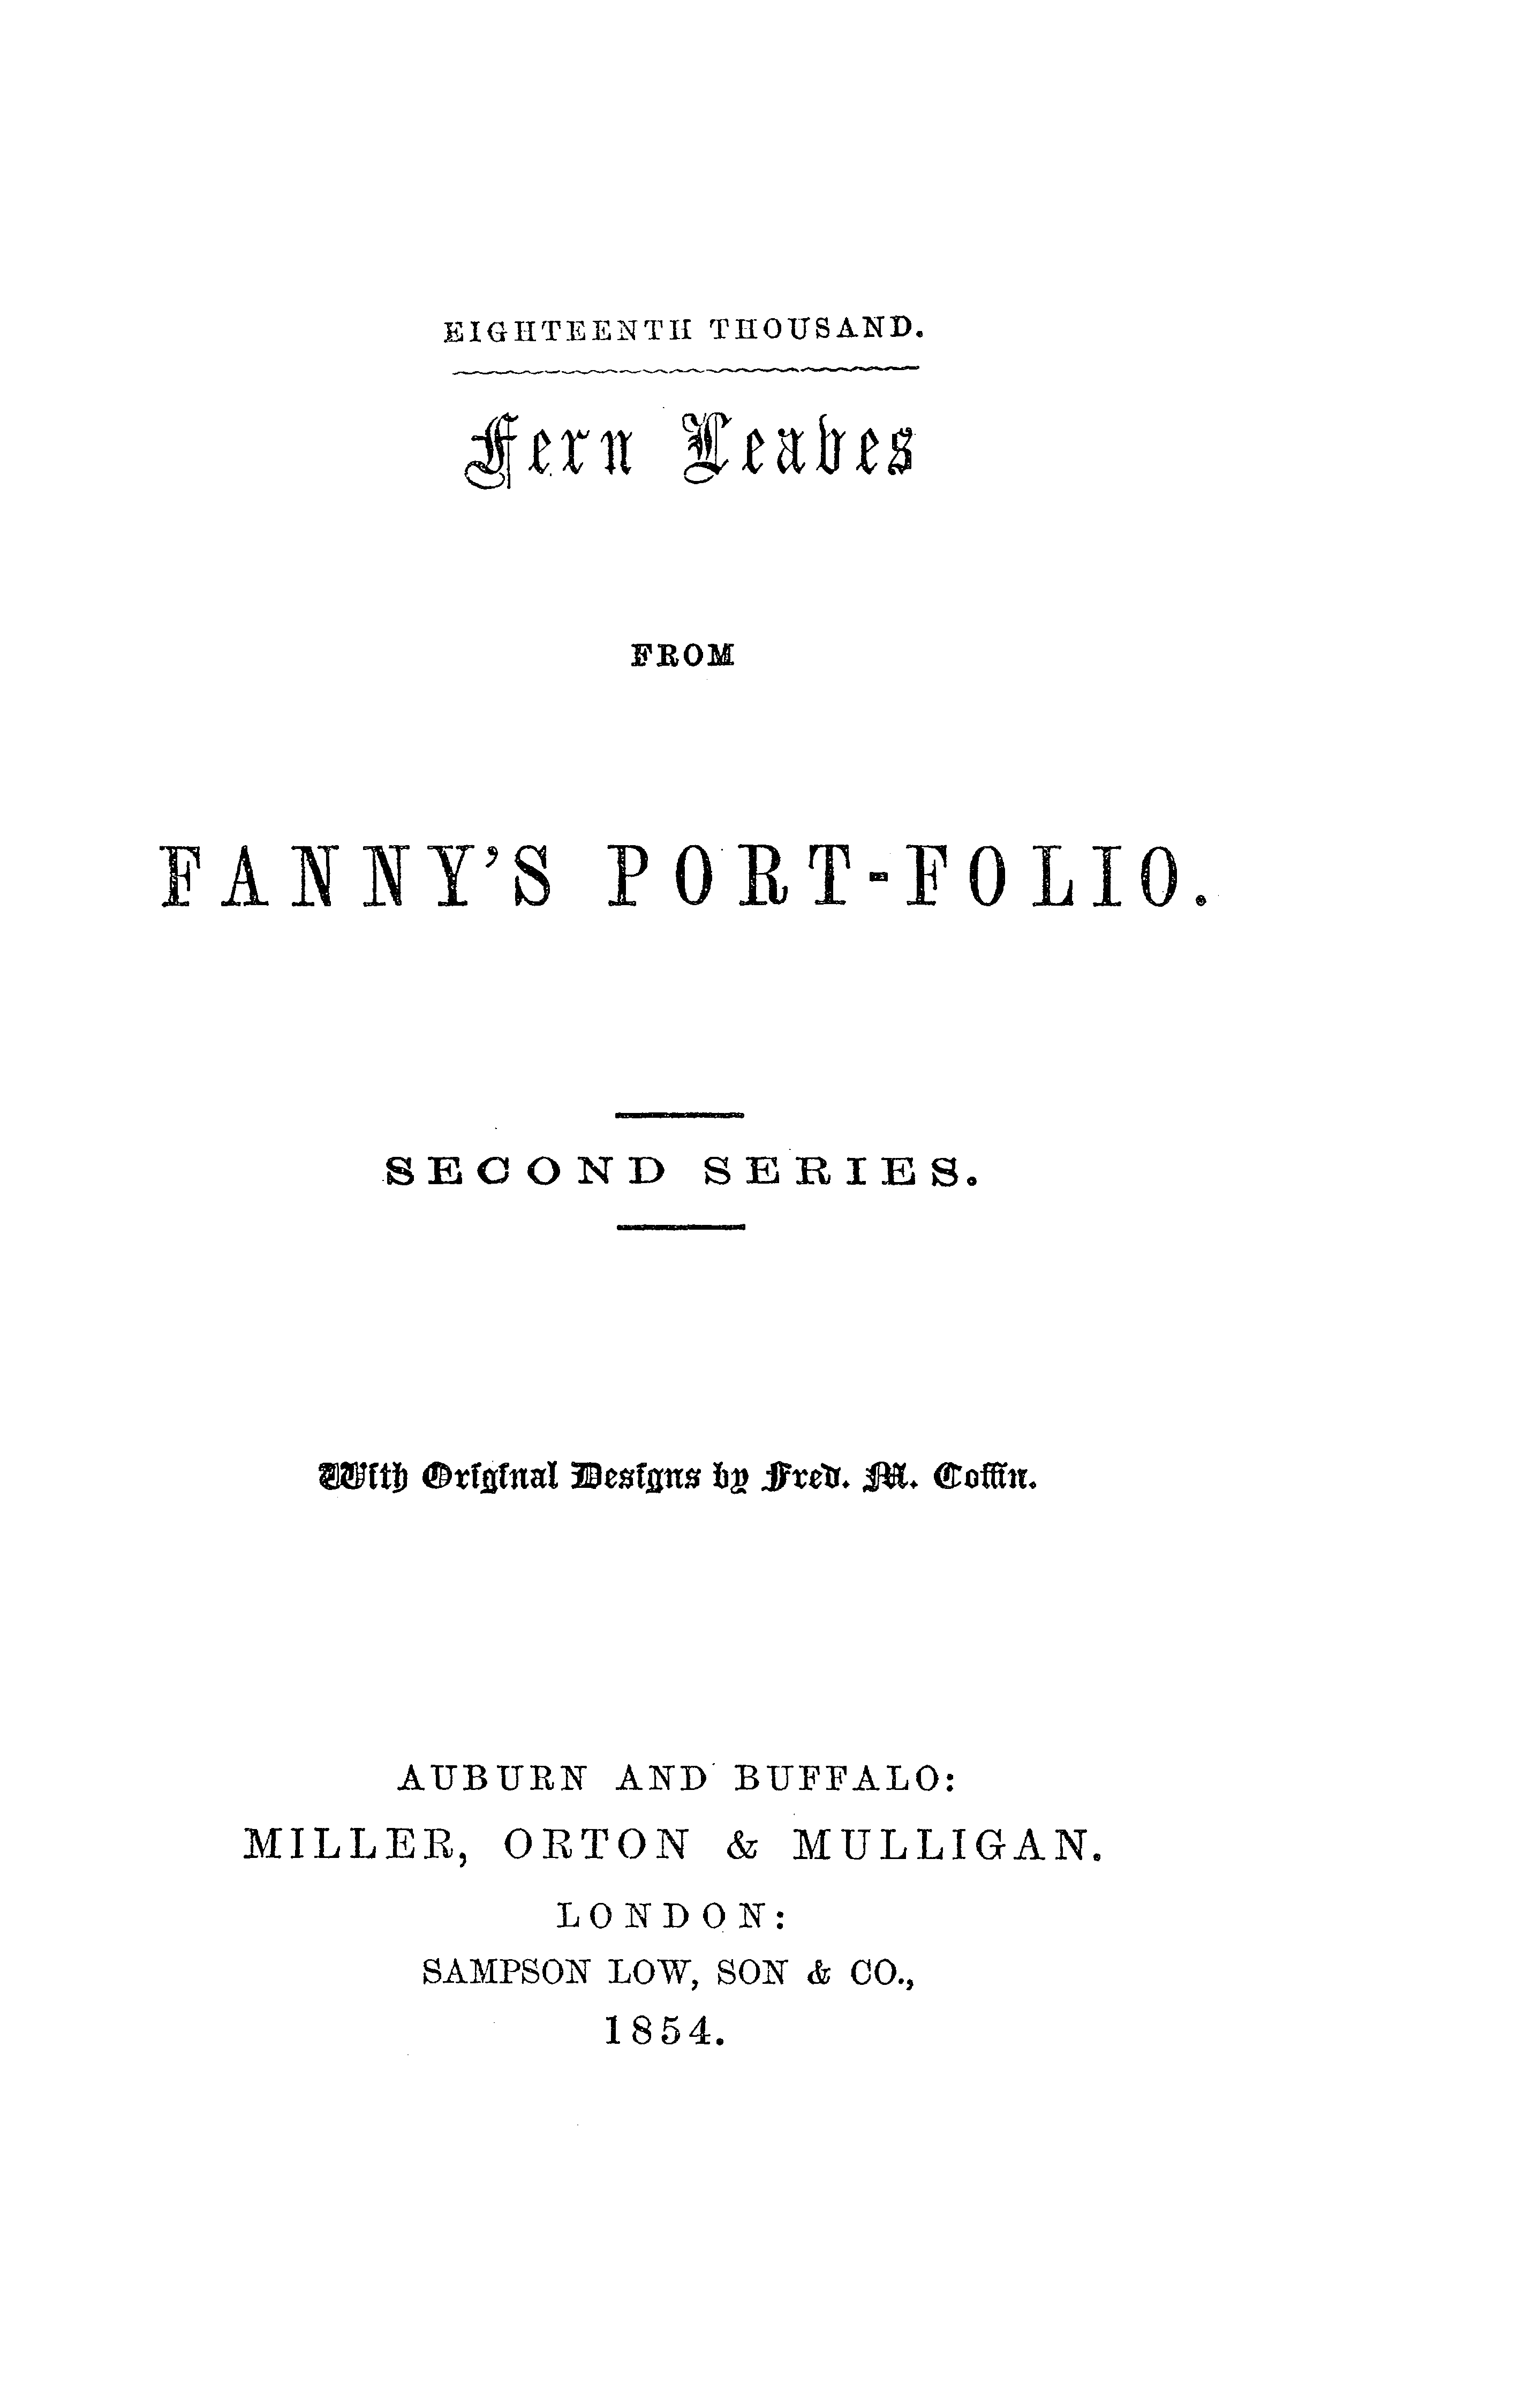 EIGHTEENTH THOUSAND.
Fern Leaves
FROM
FANNY'S PORT-FOLIO.
SECOND SERIES.
With Original Designs by Fred. M. Coffin.
AUBURN AND BUFFALO:
MILLER, ORTON & MULLIGAN.
LONDON:
SAMPSON LOW, SON & CO.,
1854.